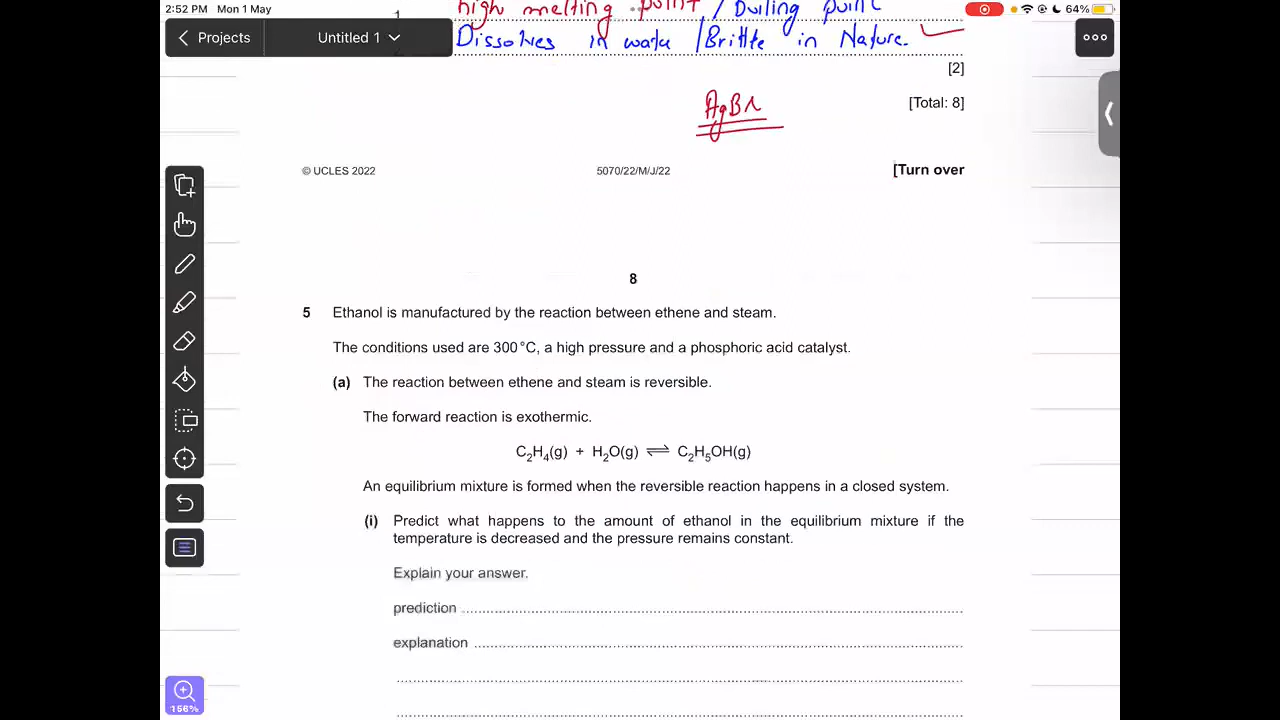 2:52 PM Mon 1 May
64%
Projects
Untitled 1
high melting point / Boiling point
Dissolves in water / Brittle in Nature.
[2]
AgBr
[Total: 8]
© UCLES 2022
5070/22/M/J/22
[Turn over
8
5 Ethanol is manufactured by the reaction between ethene and steam.
The conditions used are 300 °C, a high pressure and a phosphoric acid catalyst.
(a) The reaction between ethene and steam is reversible.
The forward reaction is exothermic.
C₂H₄(g) + H₂O(g) ⇌ C₂H₅OH(g)
An equilibrium mixture is formed when the reversible reaction happens in a closed system.
(i) Predict what happens to the amount of ethanol in the equilibrium mixture if the
temperature is decreased and the pressure remains constant.
Explain your answer.
prediction
explanation
156%